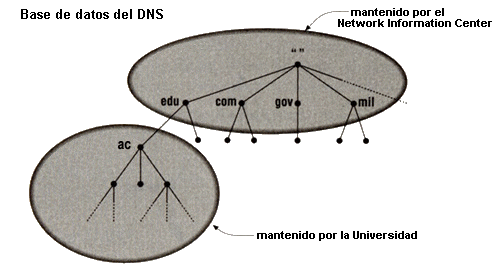 Base de datos del DNS
mantenido por el
Network Information Center
“ ”
edu
com
gov
mil
ac
mantenido por la Universidad